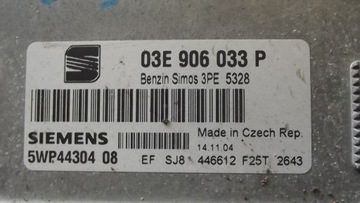 03E 906 033 P
Benzin Simos 3PE 5328
SIEMENS
Made in Czech Rep.
14.11.04
5WP44304 08
EF SJ8 446612 F25T 2643